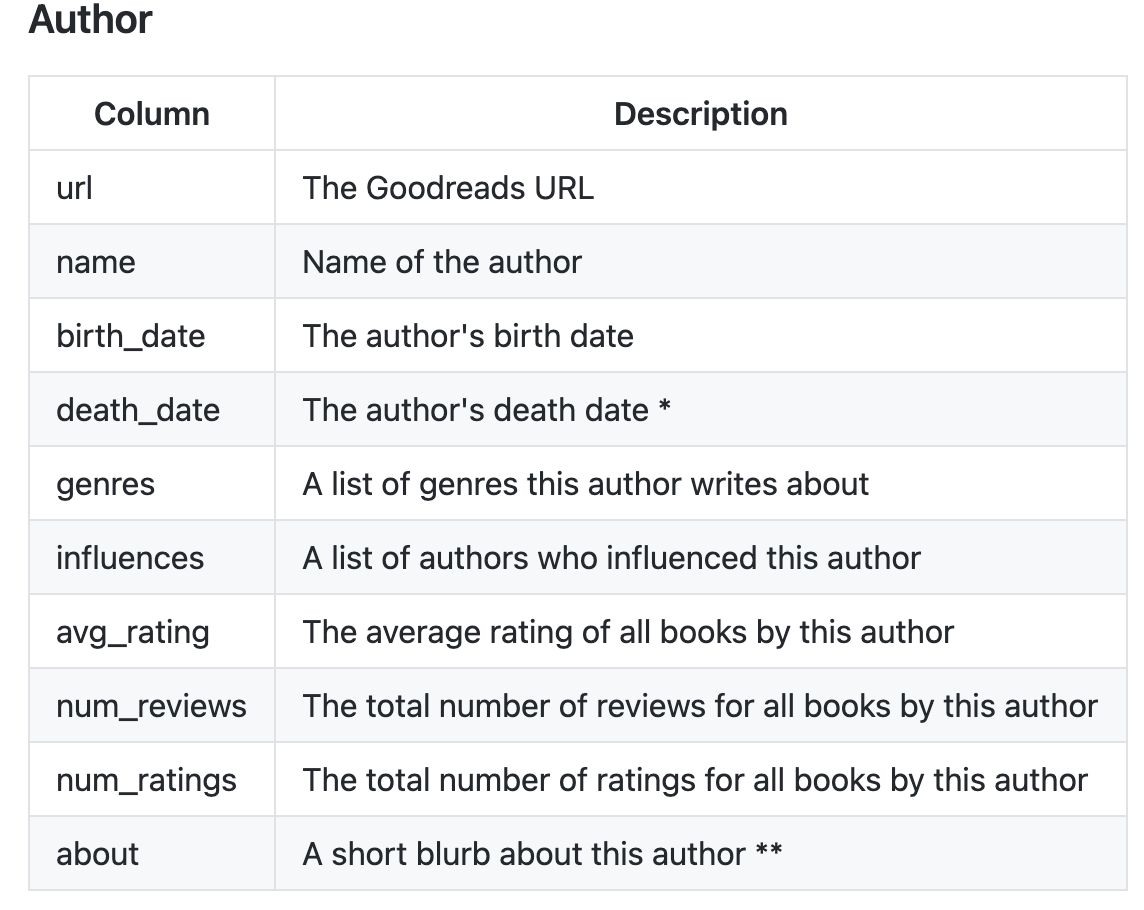 Author
Column Description
url The Goodreads URL
name Name of the author
birth_date The author's birth date
death_date The author's death date *
genres A list of genres this author writes about
influences A list of authors who influenced this author
avg_rating The average rating of all books by this author
num_reviews The total number of reviews for all books by this author
num_ratings The total number of ratings for all books by this author
about A short blurb about this author **